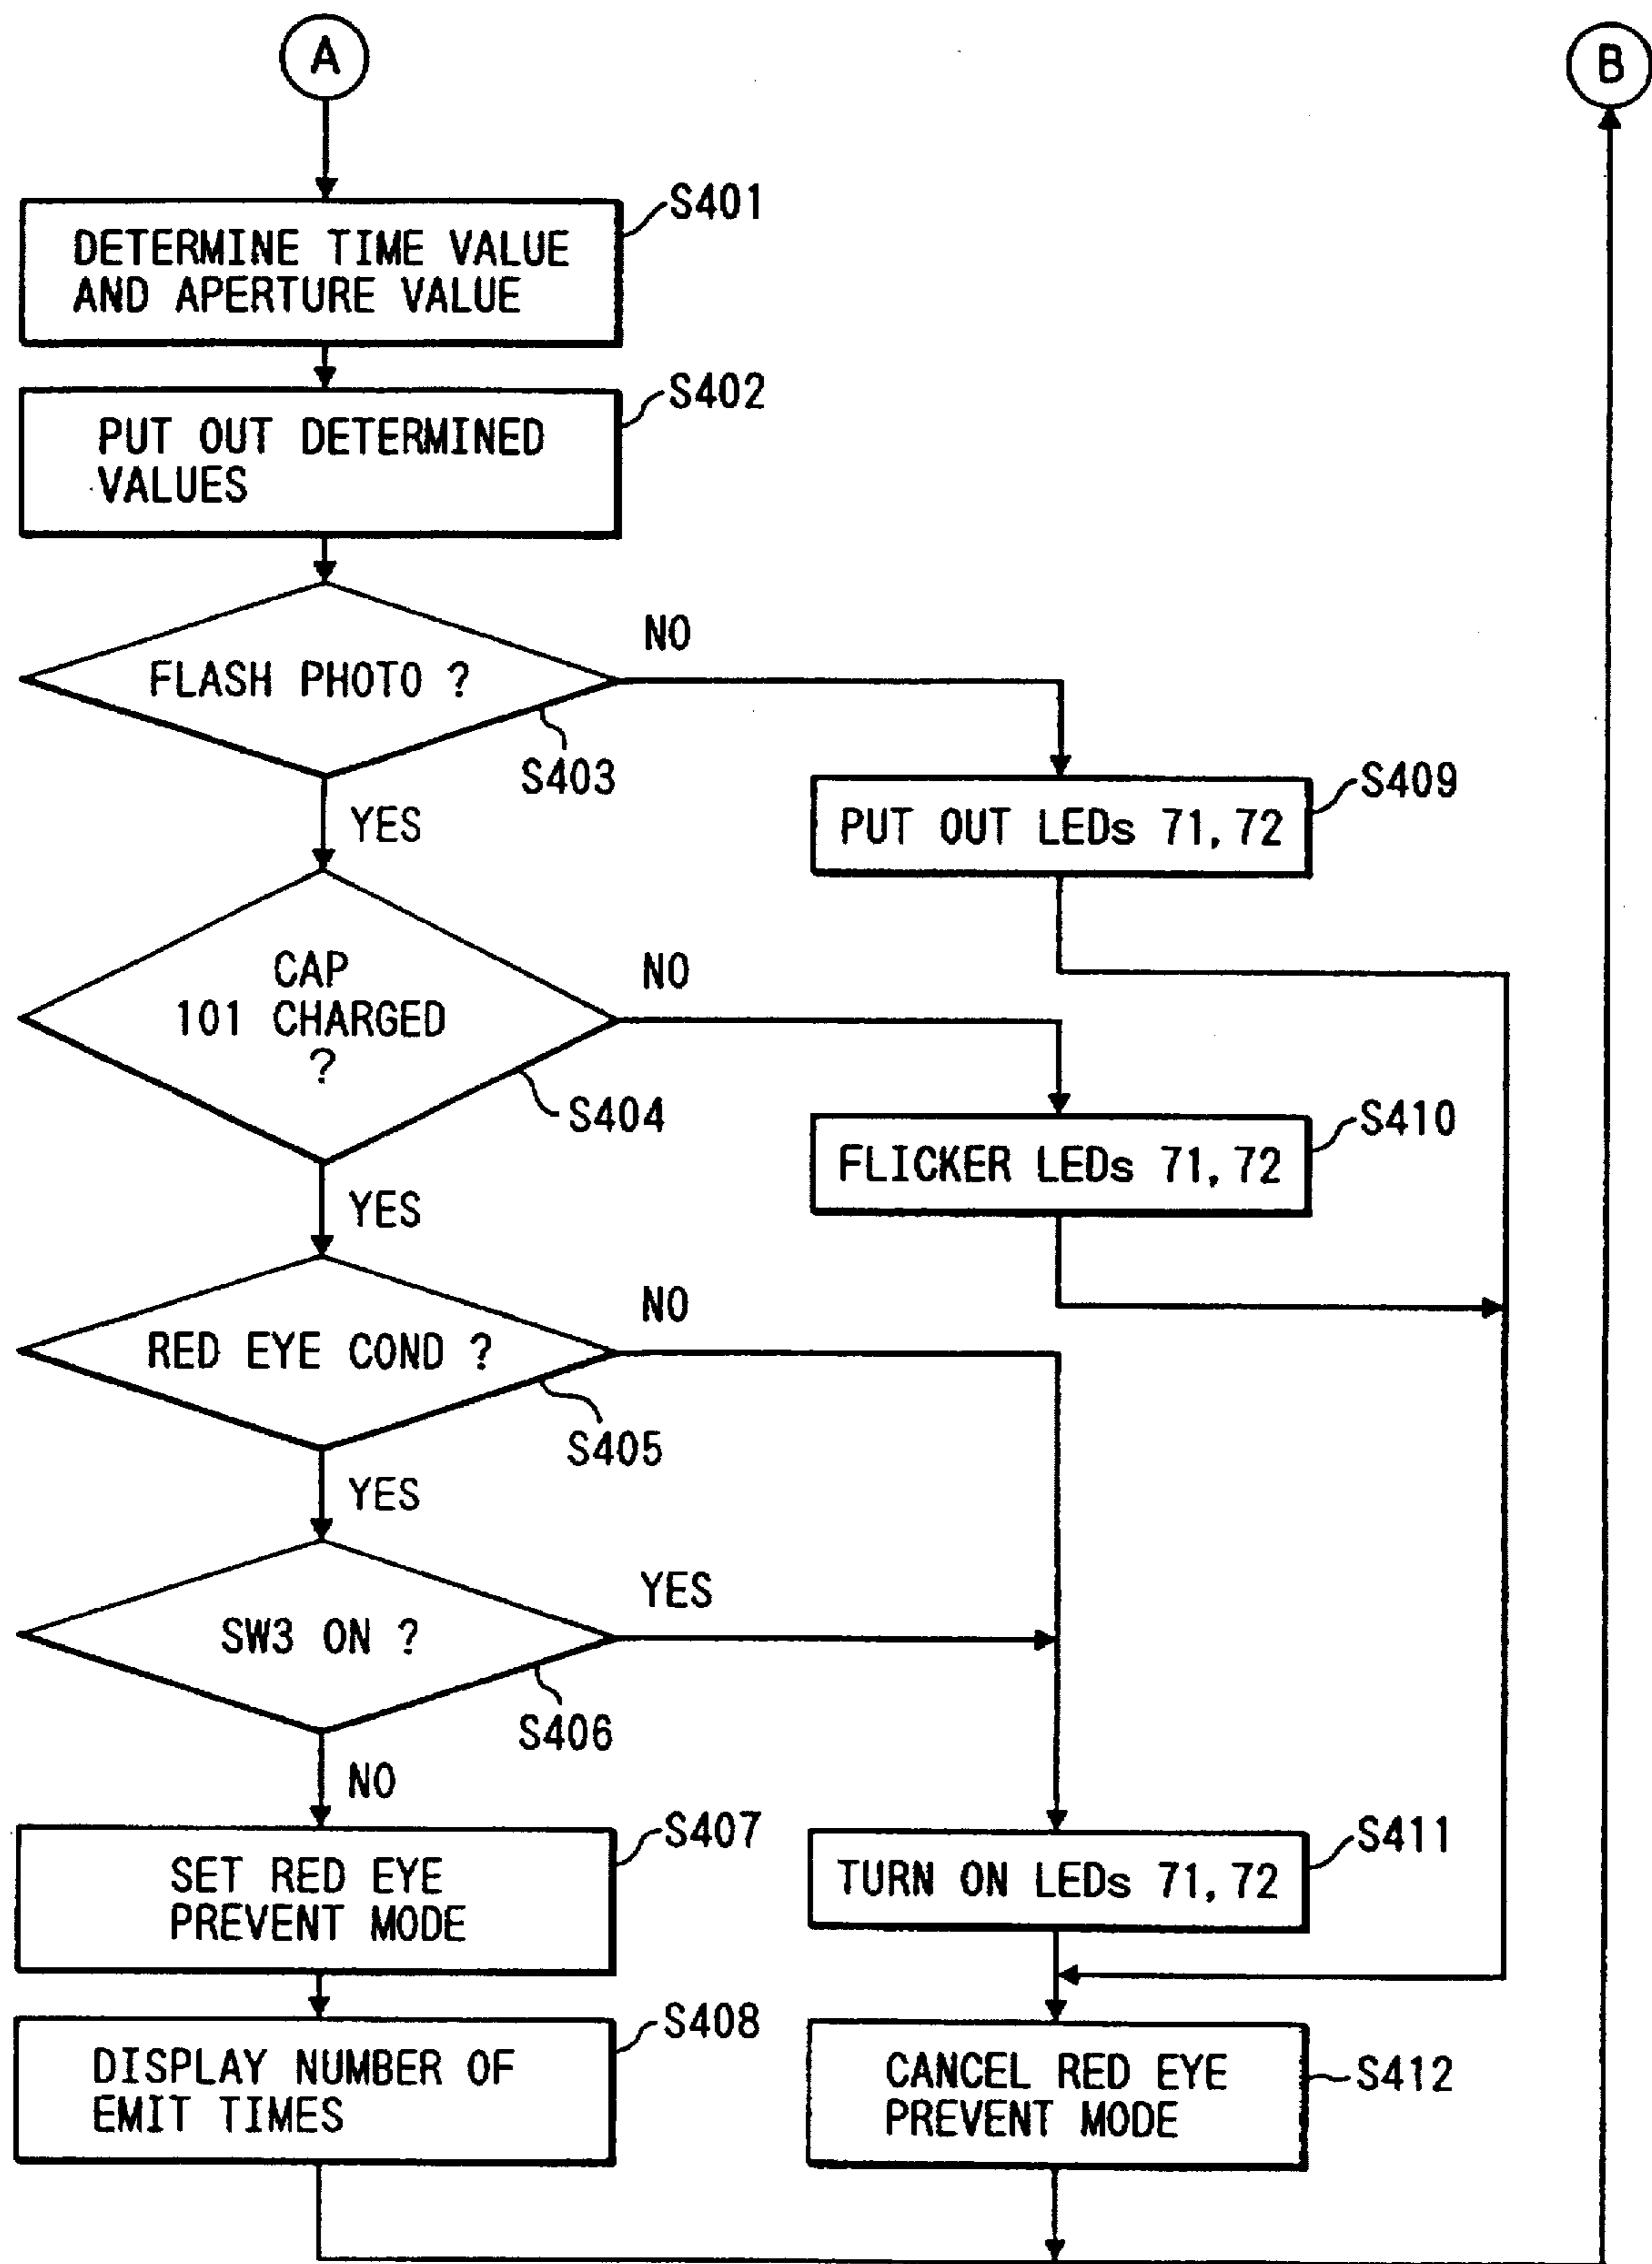 A
B
S401
DETERMINE TIME VALUE
AND APERTURE VALUE
S402
PUT OUT DETERMINED
VALUES
NO
FLASH PHOTO ?
S403
YES
S409
PUT OUT LEDs 71, 72
NO
CAP
101 CHARGED
?
S404
YES
S410
FLICKER LEDs 71, 72
NO
RED EYE COND ?
S405
YES
YES
SW3 ON ?
S406
NO
S407
SET RED EYE
PREVENT MODE
S411
TURN ON LEDs 71, 72
S408
DISPLAY NUMBER OF
EMIT TIMES
S412
CANCEL RED EYE
PREVENT MODE